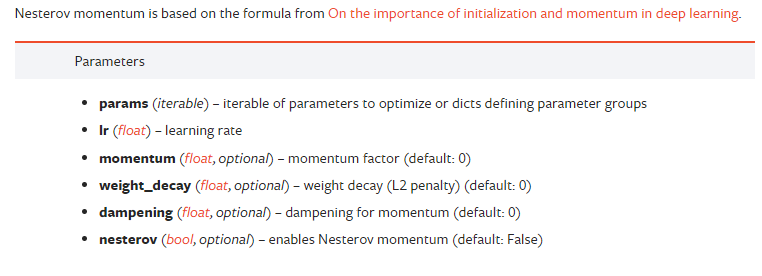 Nesterov momentum is based on the formula from On the importance of initialization and momentum in deep learning.
Parameters
• params (iterable) – iterable of parameters to optimize or dicts defining parameter groups
• lr (float) – learning rate
• momentum (float, optional) – momentum factor (default: 0)
• weight_decay (float, optional) – weight decay (L2 penalty) (default: 0)
• dampening (float, optional) – dampening for momentum (default: 0)
• nesterov (bool, optional) – enables Nesterov momentum (default: False)